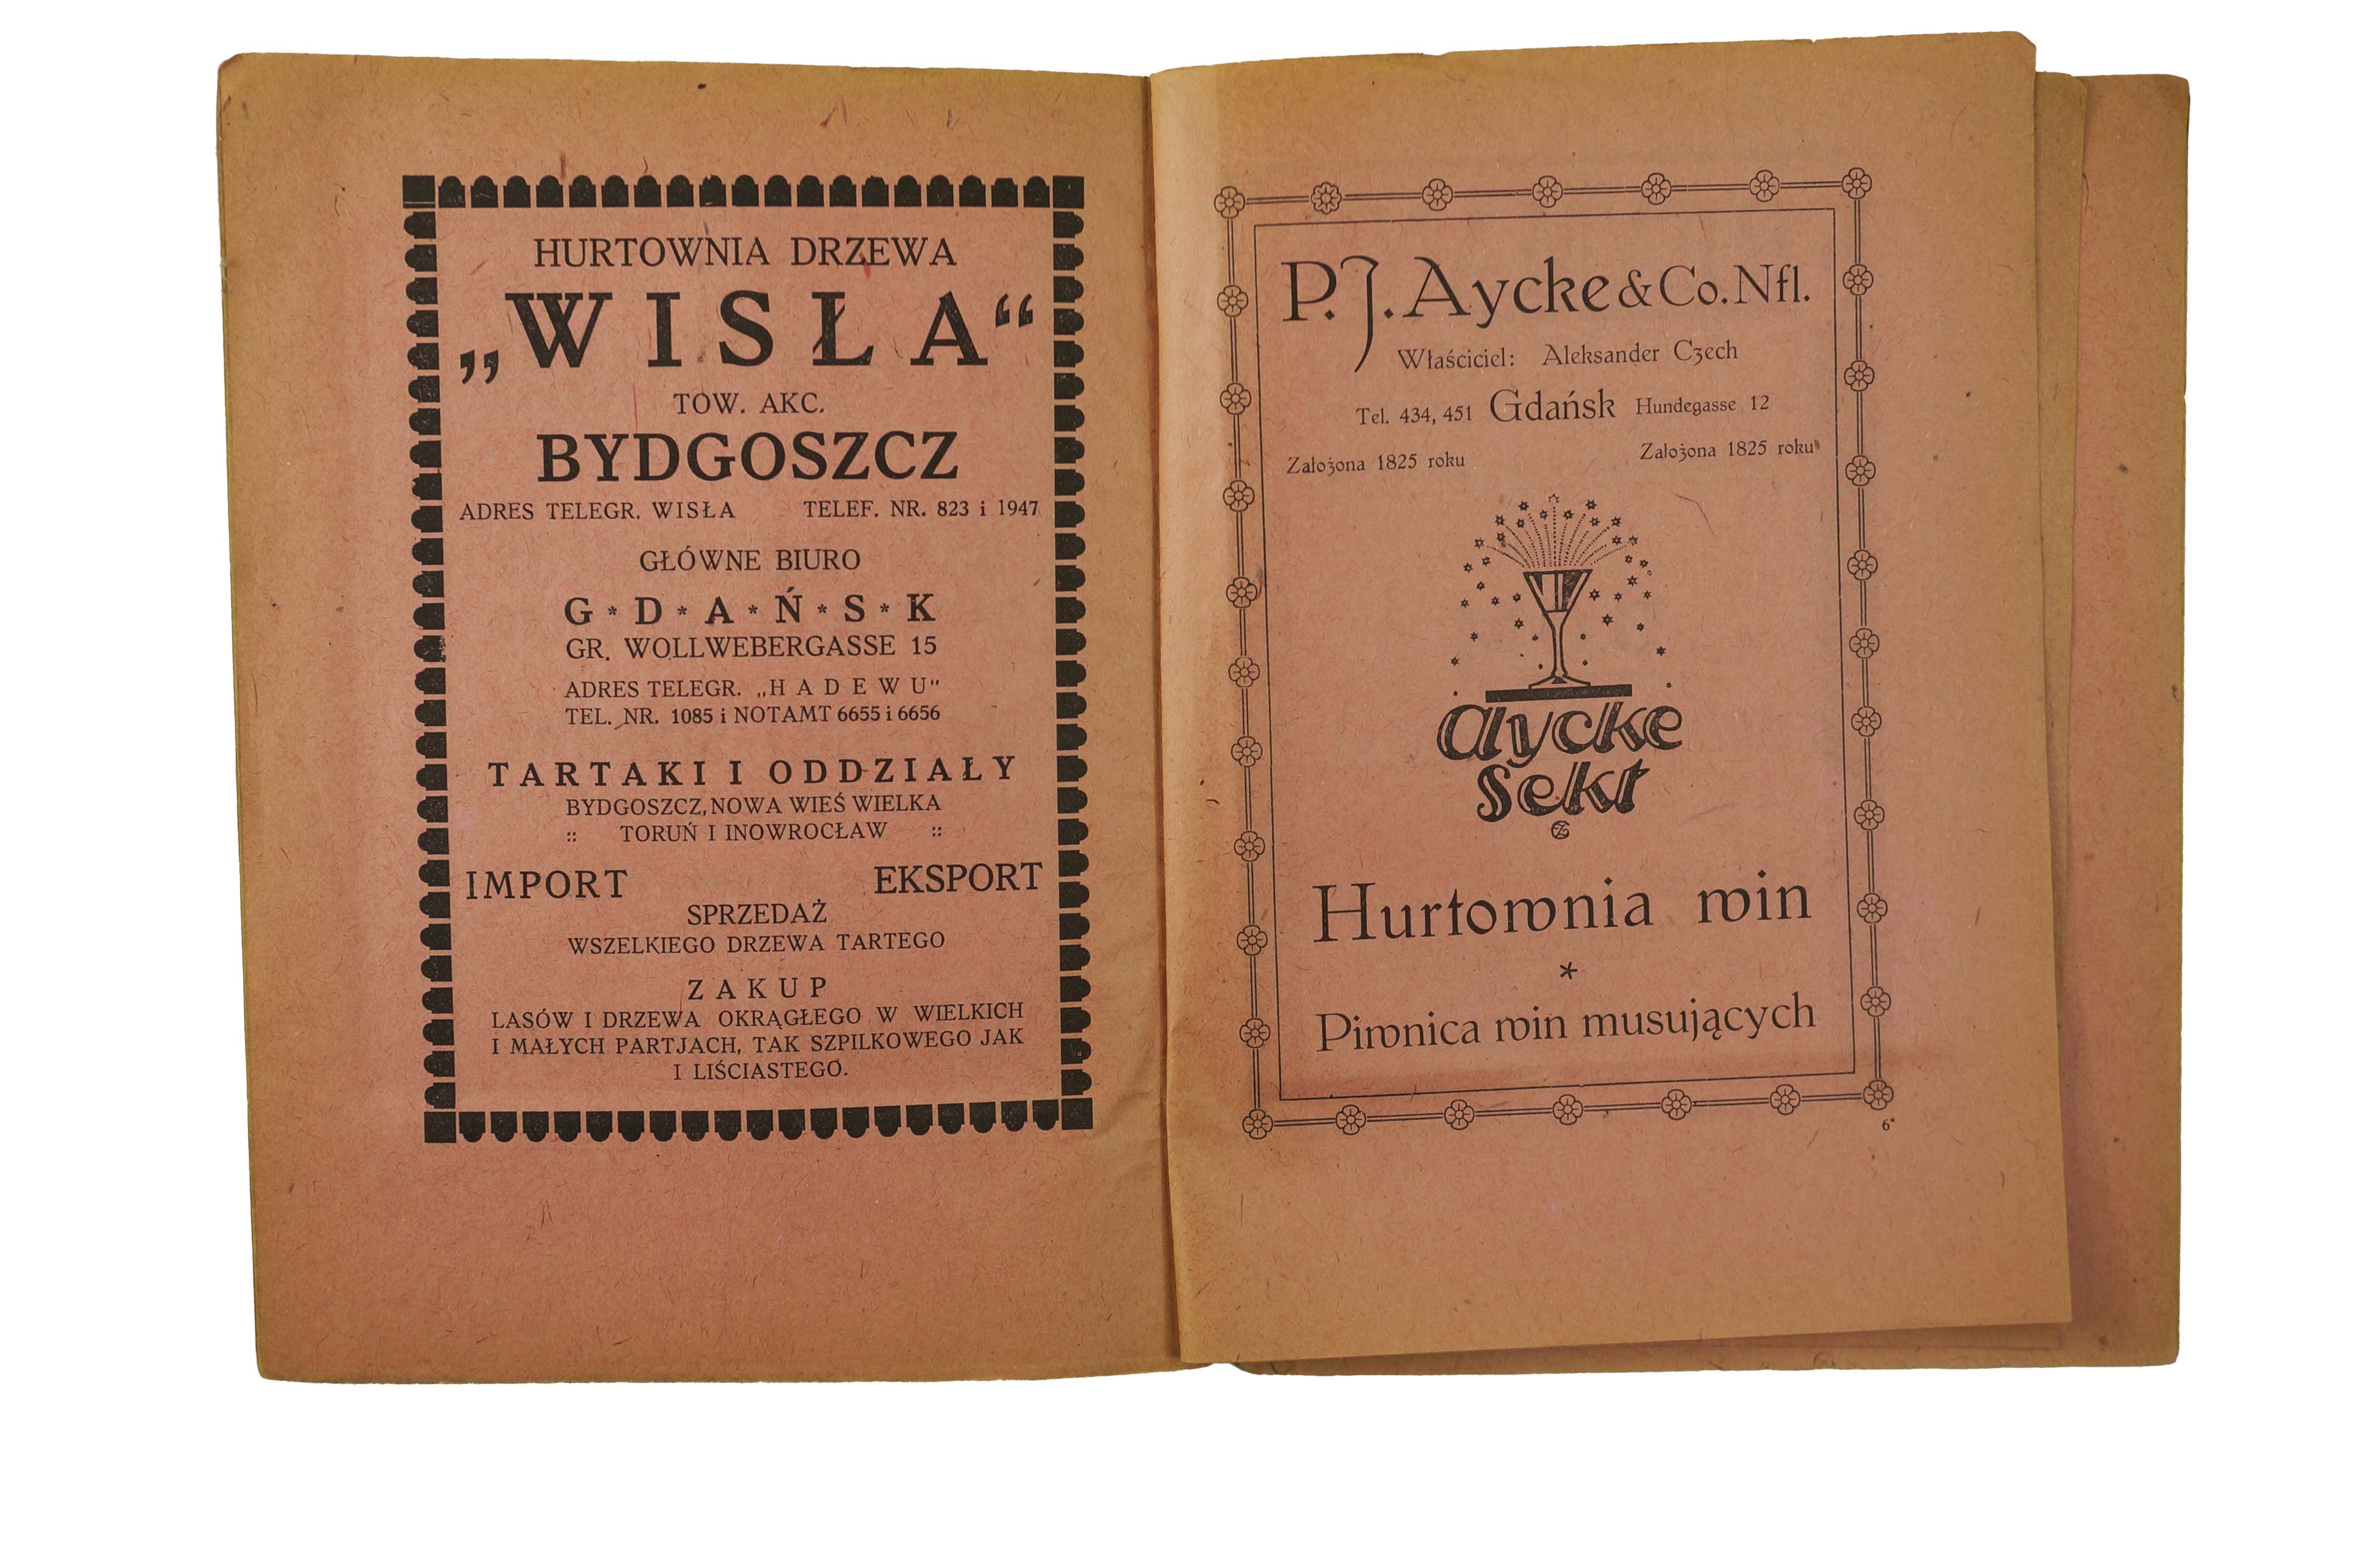 HURTOWNIA DRZEWA
„WISŁA“
TOW. AKC.
BYDGOSZCZ
ADRES TELEGR. WISŁA TELEF. NR. 823 i 1947
GŁÓWNE BIURO
G * D * A * Ń * S * K
GR. WOLLWEBERGASSE 15
ADRES TELEGR. „HADEWU“
TEL. NR. 1085 i NOTAMT 6655 i 6656
TARTAKI I ODDZIAŁY
BYDGOSZCZ, NOWA WIEŚ WIELKA
:: TORUŃ I INOWROCŁAW ::
IMPORT EKSPORT
SPRZEDAŻ
WSZELKIEGO DRZEWA TARTEGO
ZAKUP
LASÓW I DRZEWA OKRĄGŁEGO W WIELKICH
I MAŁYCH PARTJACH, TAK SZPILKOWEGO JAK
I LIŚCIASTEGO.
P. J. Aycke & Co. Nfl.
Właściciel: Aleksander Czech
Tel. 434, 451 Gdańsk Hundegasse 12
Założona 1825 roku Założona 1825 roku
aycke
sekt
Hurtownia win
*
Piwnica win musujących
6*